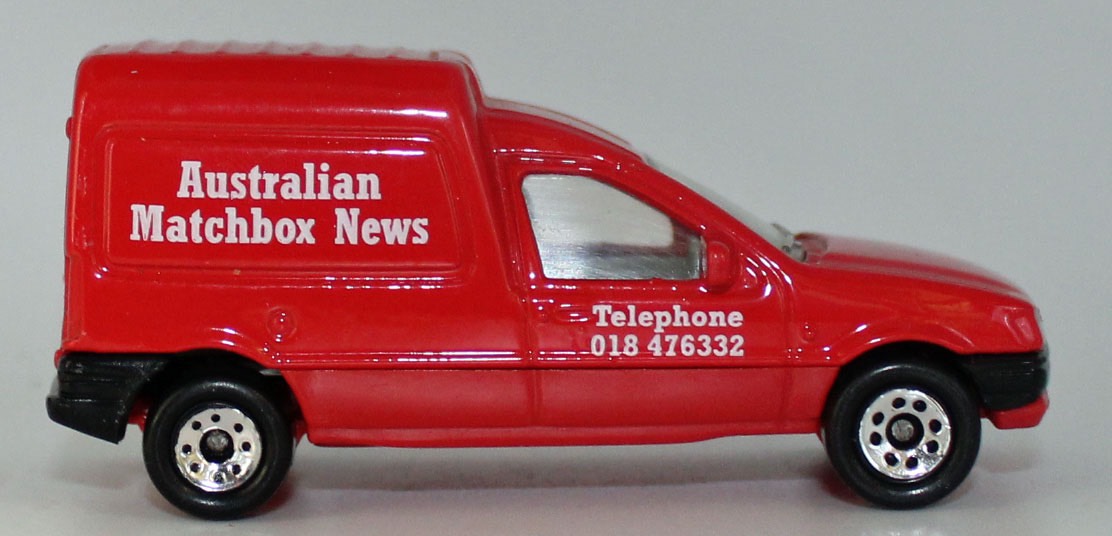 Australian
Matchbox News
Telephone
018 476332